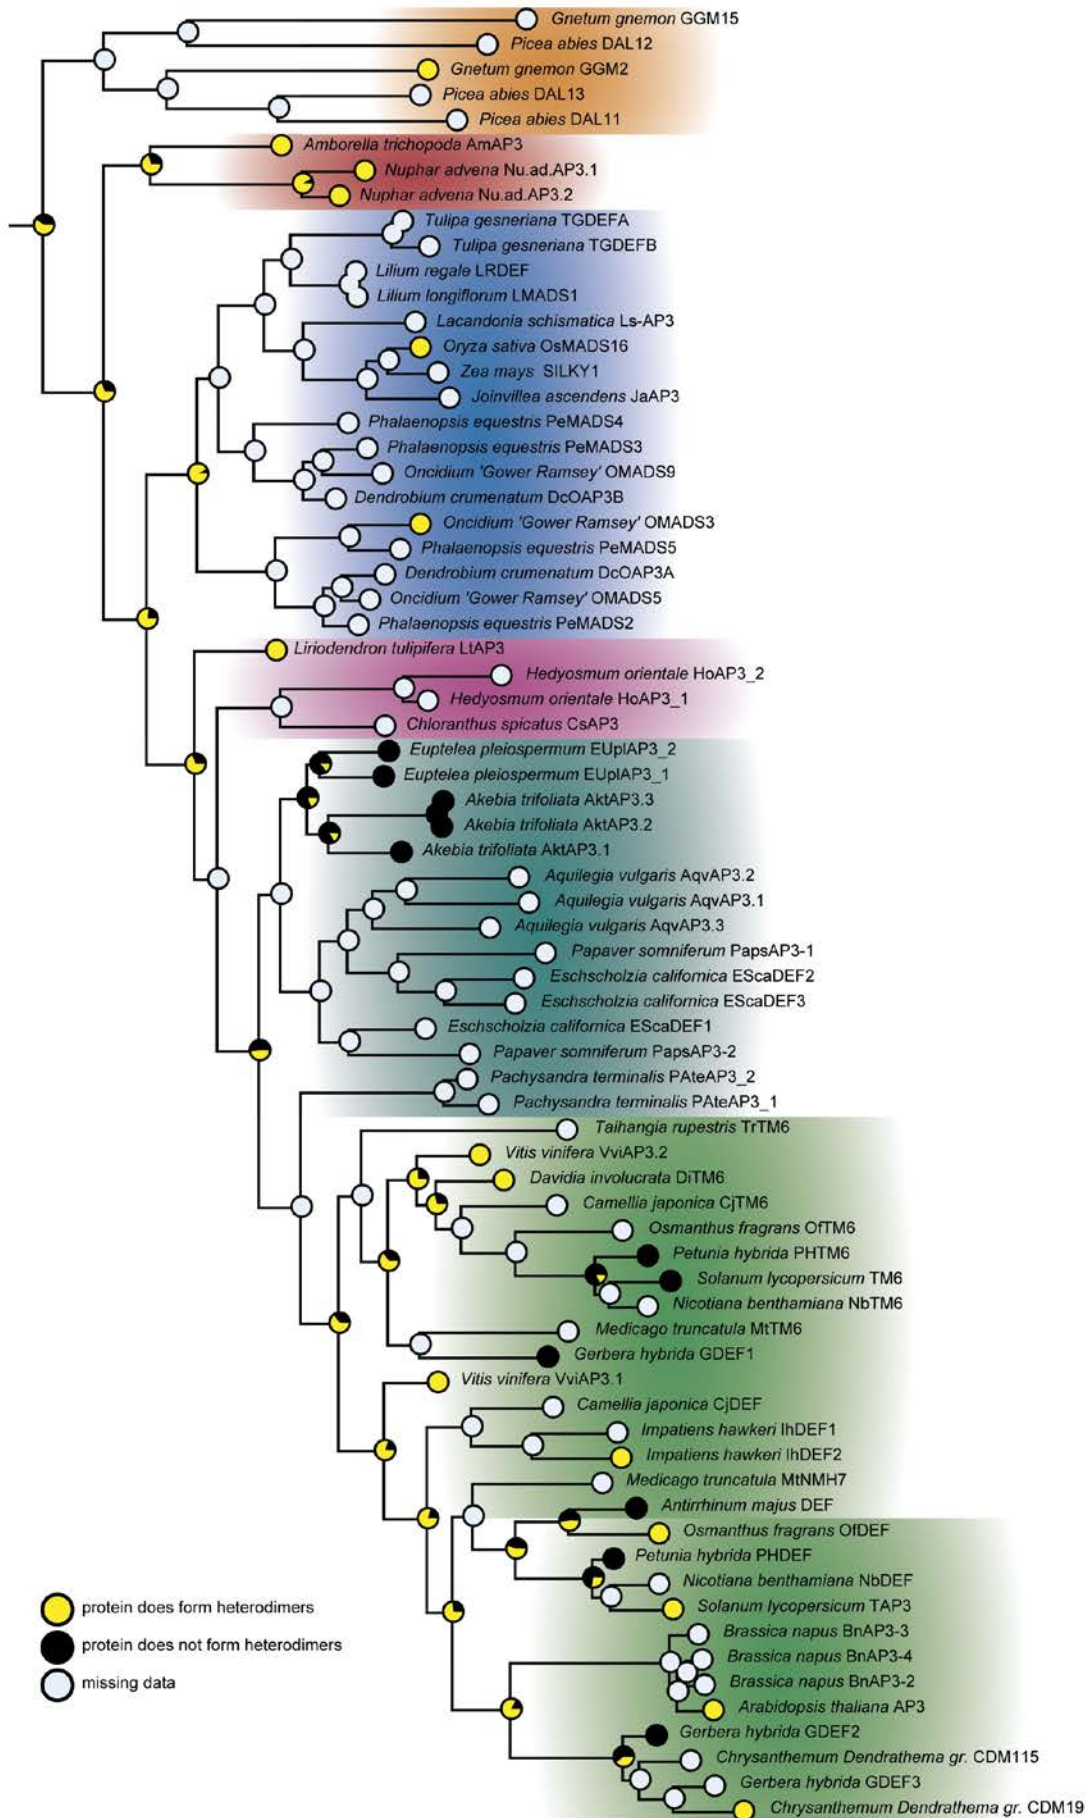 Gnetum gnemon GGM15
Picea abies DAL12
Gnetum gnemon GGM2
Picea abies DAL13
Picea abies DAL11
Amborella trichopoda AmAP3
Nuphar advena Nu.ad.AP3.1
Nuphar advena Nu.ad.AP3.2
Tulipa gesneriana TGDEFA
Tulipa gesneriana TGDEFB
Lilium regale LRDEF
Lilium longiflorum LMADS1
Lacandonia schismatica Ls-AP3
Oryza sativa OsMADS16
Zea mays SILKY1
Joinvillea ascendens JaAP3
Phalaenopsis equestris PeMADS4
Phalaenopsis equestris PeMADS3
Oncidium 'Gower Ramsey' OMADS9
Dendrobium crumenatum DcOAP3B
Oncidium 'Gower Ramsey' OMADS3
Phalaenopsis equestris PeMADS5
Dendrobium crumenatum DcOAP3A
Oncidium 'Gower Ramsey' OMADS5
Phalaenopsis equestris PeMADS2
Liriodendron tulipifera LtAP3
Hedyosmum orientale HoAP3_2
Hedyosmum orientale HoAP3_1
Chloranthus spicatus CsAP3
Euptelea pleiospermum EUplAP3_2
Euptelea pleiospermum EUplAP3_1
Akebia trifoliata AktAP3.3
Akebia trifoliata AktAP3.2
Akebia trifoliata AktAP3.1
Aquilegia vulgaris AqvAP3.2
Aquilegia vulgaris AqvAP3.1
Aquilegia vulgaris AqvAP3.3
Papaver somniferum PapsAP3-1
Eschscholzia californica EScaDEF2
Eschscholzia californica EScaDEF3
Eschscholzia californica EScaDEF1
Papaver somniferum PapsAP3-2
Pachysandra terminalis PAteAP3_2
Pachysandra terminalis PAteAP3_1
Taihangia rupestris TrTM6
Vitis vinifera VviAP3.2
Davidia involucrata DiTM6
Camellia japonica CjTM6
Osmanthus fragrans OfTM6
Petunia hybrida PHTM6
Solanum lycopersicum TM6
Nicotiana benthamiana NbTM6
Medicago truncatula MtTM6
Gerbera hybrida GDEF1
Vitis vinifera VviAP3.1
Camellia japonica CjDEF
Impatiens hawkeri IhDEF1
Impatiens hawkeri IhDEF2
Medicago truncatula MtNMH7
Antirrhinum majus DEF
Osmanthus fragrans OfDEF
Petunia hybrida PHDEF
Nicotiana benthamiana NbDEF
Solanum lycopersicum TAP3
Brassica napus BnAP3-3
Brassica napus BnAP3-4
Brassica napus BnAP3-2
Arabidopsis thaliana AP3
Gerbera hybrida GDEF2
Chrysanthemum Dendrathema gr. CDM115
Gerbera hybrida GDEF3
Chrysanthemum Dendrathema gr. CDM19
protein does form heterodimers
protein does not form heterodimers
missing data